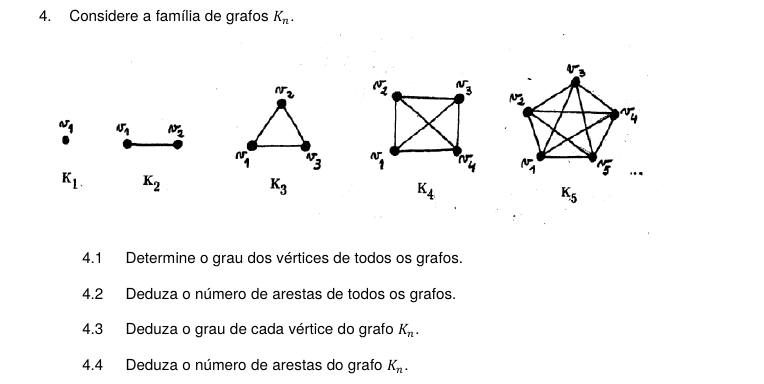 4. Considere a família de grafos Kₙ.
v₁
v₁ v₂
v₂
v₁ v₃
v₂ v₃
v₁ v₄
v₃
v₂ v₄
v₁ v₅
...
K₁. K₂ K₃ K₄ K₅
4.1 Determine o grau dos vértices de todos os grafos.
4.2 Deduza o número de arestas de todos os grafos.
4.3 Deduza o grau de cada vértice do grafo Kₙ.
4.4 Deduza o número de arestas do grafo Kₙ.